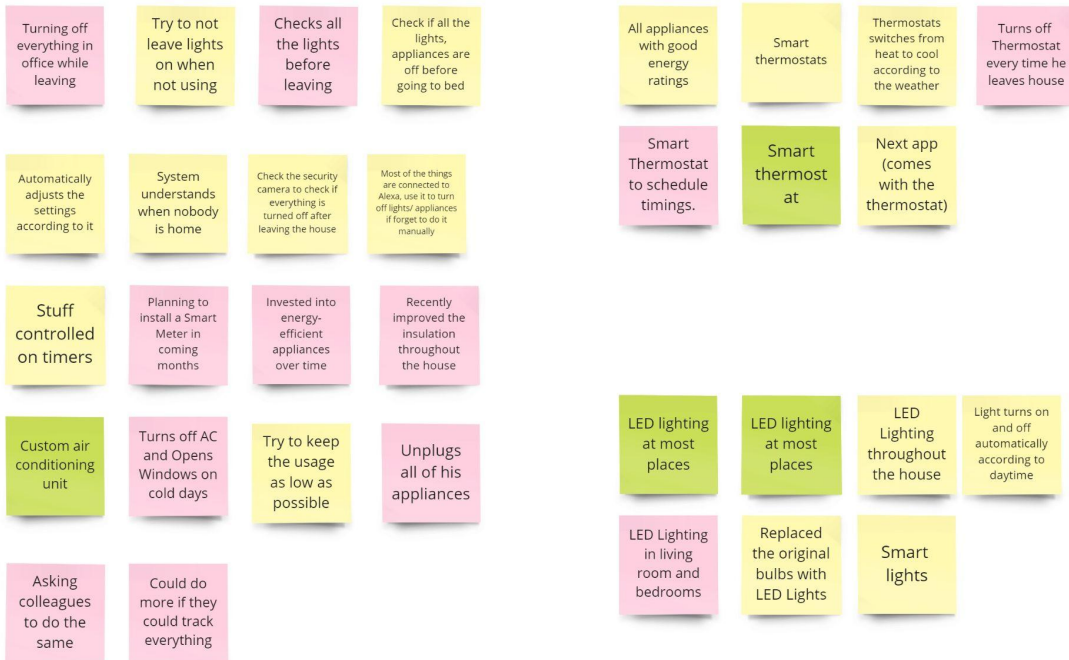 Turning off
everything in
office while
leaving
Try to not
leave lights
on when
not using
Checks all
the lights
before
leaving
Check if all the
lights,
appliances are
off before
going to bed
Automatically
adjusts the
settings
according to it
System
understands
when nobody
is home
Check the security
camera to check if
everything is
turned off after
leaving the house
Most of the things
are connected to
Alexa, use it to turn
off lights/ appliances
if forget to do it
manually
Stuff
controlled
on timers
Planning to
install a Smart
Meter in
coming
months
Invested into
energy-
efficient
appliances
over time
Recently
improved the
insulation
throughout
the house
Custom air
conditioning
unit
Turns off AC
and Opens
Windows on
cold days
Try to keep
the usage
as low as
possible
Unplugs
all of his
appliances
Asking
colleagues
to do the
same
Could do
more if they
could track
everything
All appliances
with good
energy
ratings
Smart
thermostats
Thermostats
switches from
heat to cool
according to
the weather
Turns off
Thermostat
every time he
leaves house
Smart
Thermostat
to schedule
timings.
Smart
thermost
at
Next app
(comes
with the
thermostat)
LED lighting
at most
places
LED lighting
at most
places
LED
Lighting
throughout
the house
Light turns on
and off
automatically
according to
daytime
LED Lighting
in living
room and
bedrooms
Replaced
the original
bulbs with
LED Lights
Smart
lights